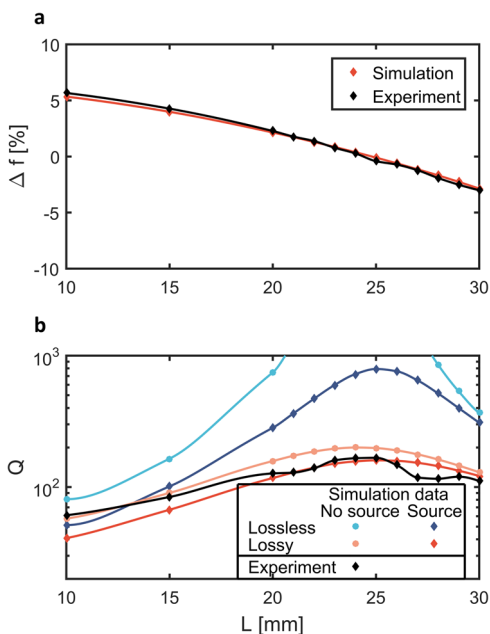 a
10
5
0
-5
-10
Δ f [%]
Simulation
Experiment
10 15 20 25 30
b
10³
10²
Q
Simulation data
No source Source
Lossless
Lossy
Experiment
10 15 20 25 30
L [mm]